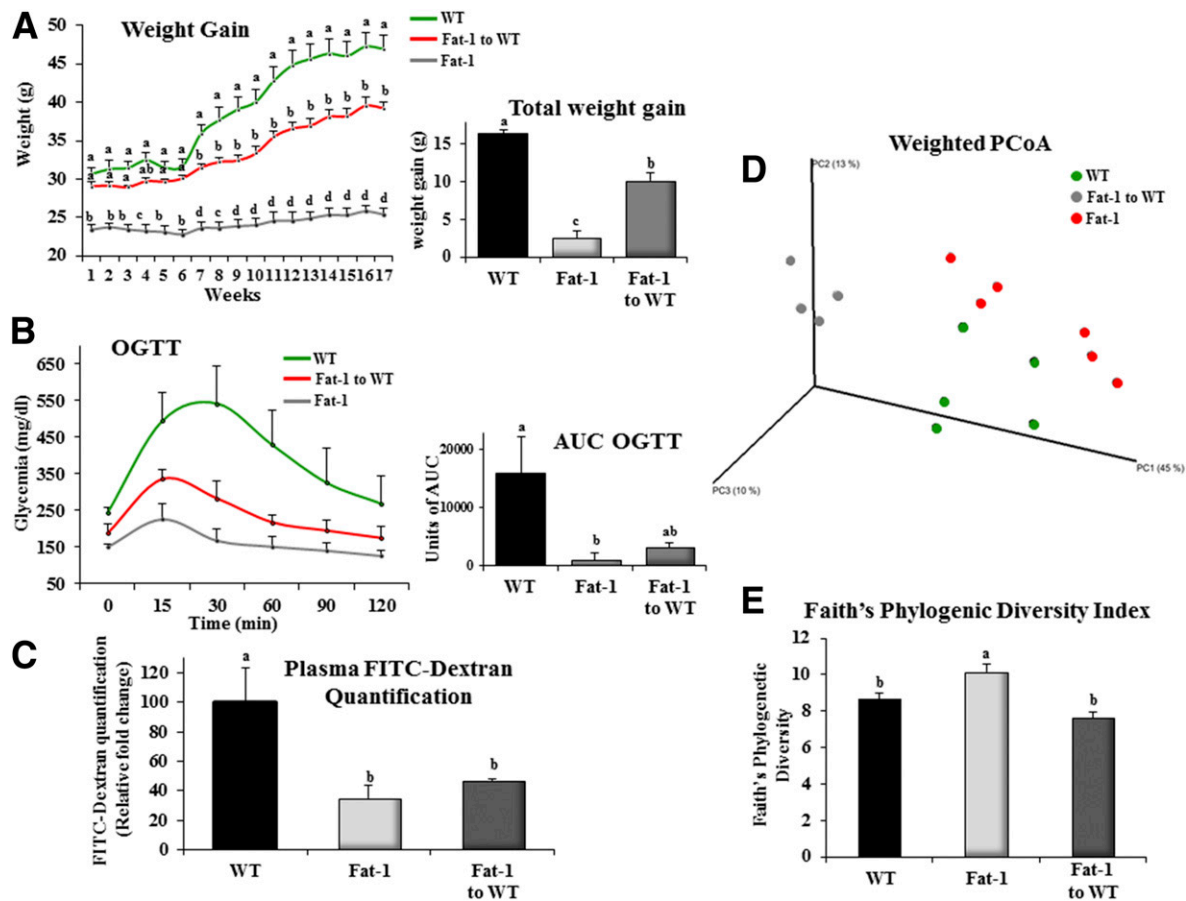 A
Weight Gain
WT
Fat-1 to WT
Fat-1
Weight (g)
50
45
40
35
30
25
20
a a a a a a a a a a a a a a a a a
a a a ab a a b b b b b b b b b b b
b b b c b b d c d d d d d d d d d
1 2 3 4 5 6 7 8 9 10 11 12 13 14 15 16 17
Weeks
Total weight gain
weight gain (g)
15
10
5
0
a
c
b
WT
Fat-1
Fat-1
to WT
B
OGTT
WT
Fat-1 to WT
Fat-1
Glycemia (mg/dl)
650
550
450
350
250
150
50
0 15 30 60 90 120
Time (min)
AUC OGTT
Units of AUC
20000
10000
0
a
b
ab
WT
Fat-1
Fat-1
to WT
C
Plasma FITC-Dextran
Quantification
FITC-Dextran quantification
(Relative fold change)
120
100
80
60
40
20
0
a
b
b
WT
Fat-1
Fat-1
to WT
D
Weighted PCoA
WT
Fat-1 to WT
Fat-1
PC2 (13 %)
PC1 (45 %)
PC3 (10 %)
E
Faith's Phylogenic Diversity Index
Faith's Phylogenetic
Diversity
12
10
8
6
4
2
0
b
a
b
WT
Fat-1
Fat-1
to WT